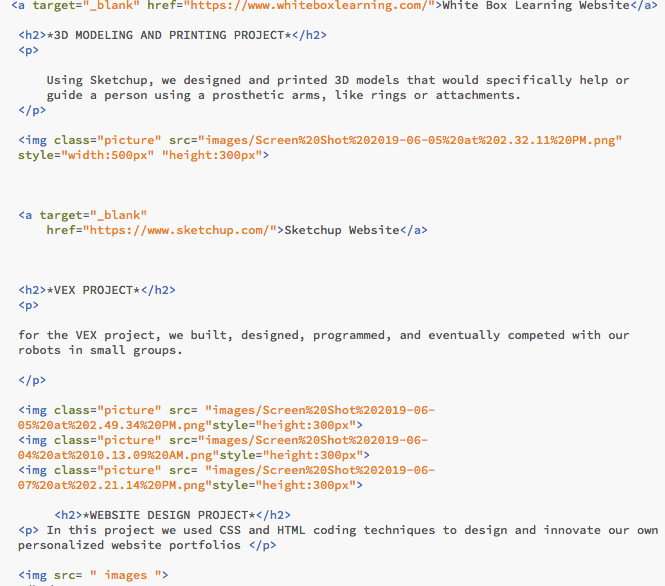 <a target="_blank" href="https://www.whiteboxlearning.com/">White Box Learning Website</a>
<h2>*3D MODELING AND PRINTING PROJECT*</h2>
<p>
Using Sketchup, we designed and printed 3D models that would specifically help or
guide a person using a prosthetic arms, like rings or attachments.
</p>
<img class="picture" src="images/Screen%20Shot%202019-06-05%20at%202.32.11%20PM.png"
style="width:500px" "height:300px">
<a target="_blank"
href="https://www.sketchup.com/">Sketchup Website</a>
<h2>*VEX PROJECT*</h2>
<p>
for the VEX project, we built, designed, programmed, and eventually competed with our
robots in small groups.
</p>
<img class="picture" src= "images/Screen%20Shot%202019-06-
05%20at%202.49.34%20PM.png"style="height:300px">
<img class="picture" src="images/Screen%20Shot%202019-06-
04%20at%2010.13.09%20AM.png"style="height:300px">
<img class="picture" src= "images/Screen%20Shot%202019-06-
07%20at%202.21.14%20PM.png"style="height:300px">
<h2>*WEBSITE DESIGN PROJECT*</h2>
<p> In this project we used CSS and HTML coding techniques to design and innovate our own
personalized website portfolios </p>
<img src= " images ">